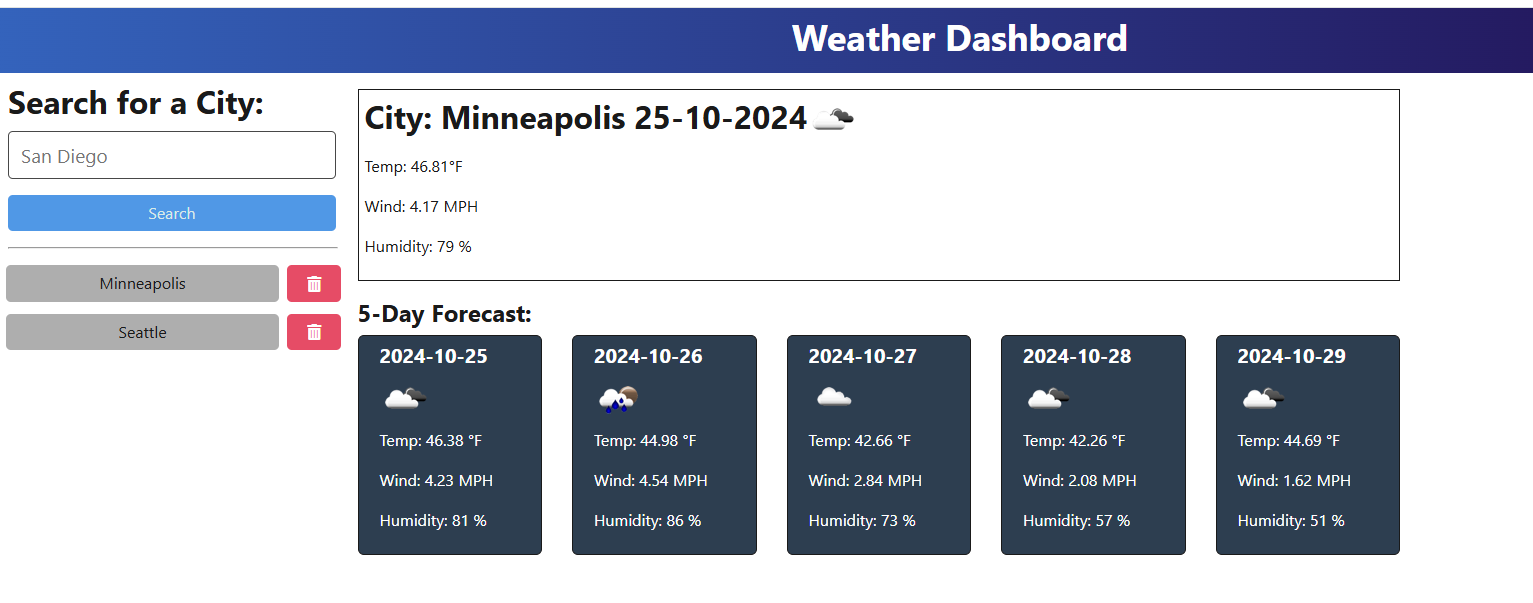 Weather Dashboard
Search for a City:
San Diego
Search
Minneapolis
Seattle
City: Minneapolis 25-10-2024
Temp: 46.81°F
Wind: 4.17 MPH
Humidity: 79 %
5-Day Forecast:
2024-10-25
Temp: 46.38 °F
Wind: 4.23 MPH
Humidity: 81 %
2024-10-26
Temp: 44.98 °F
Wind: 4.54 MPH
Humidity: 86 %
2024-10-27
Temp: 42.66 °F
Wind: 2.84 MPH
Humidity: 73 %
2024-10-28
Temp: 42.26 °F
Wind: 2.08 MPH
Humidity: 57 %
2024-10-29
Temp: 44.69 °F
Wind: 1.62 MPH
Humidity: 51 %